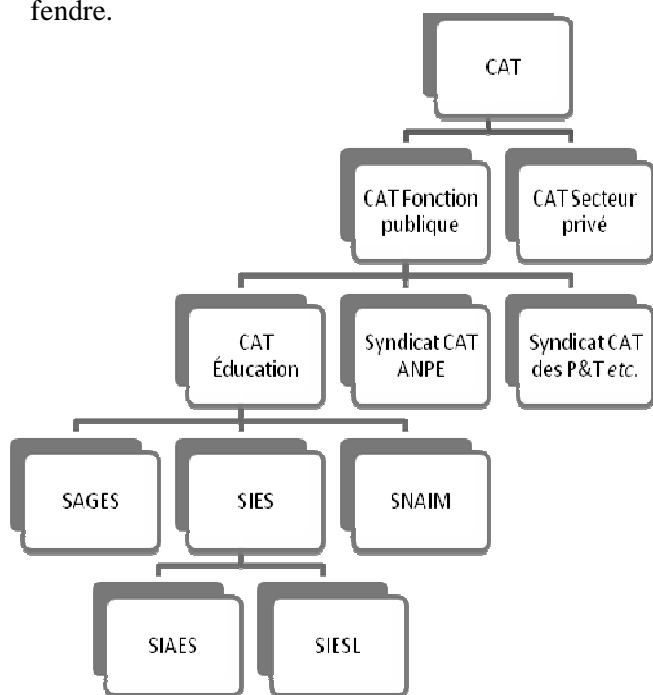 fendre.
CAT
CAT Fonction
publique
CAT Secteur
privé
CAT
Éducation
Syndicat CAT
ANPE
Syndicat CAT
des P&T etc.
SAGES
SIES
SNAIM
SIAES
SIESL